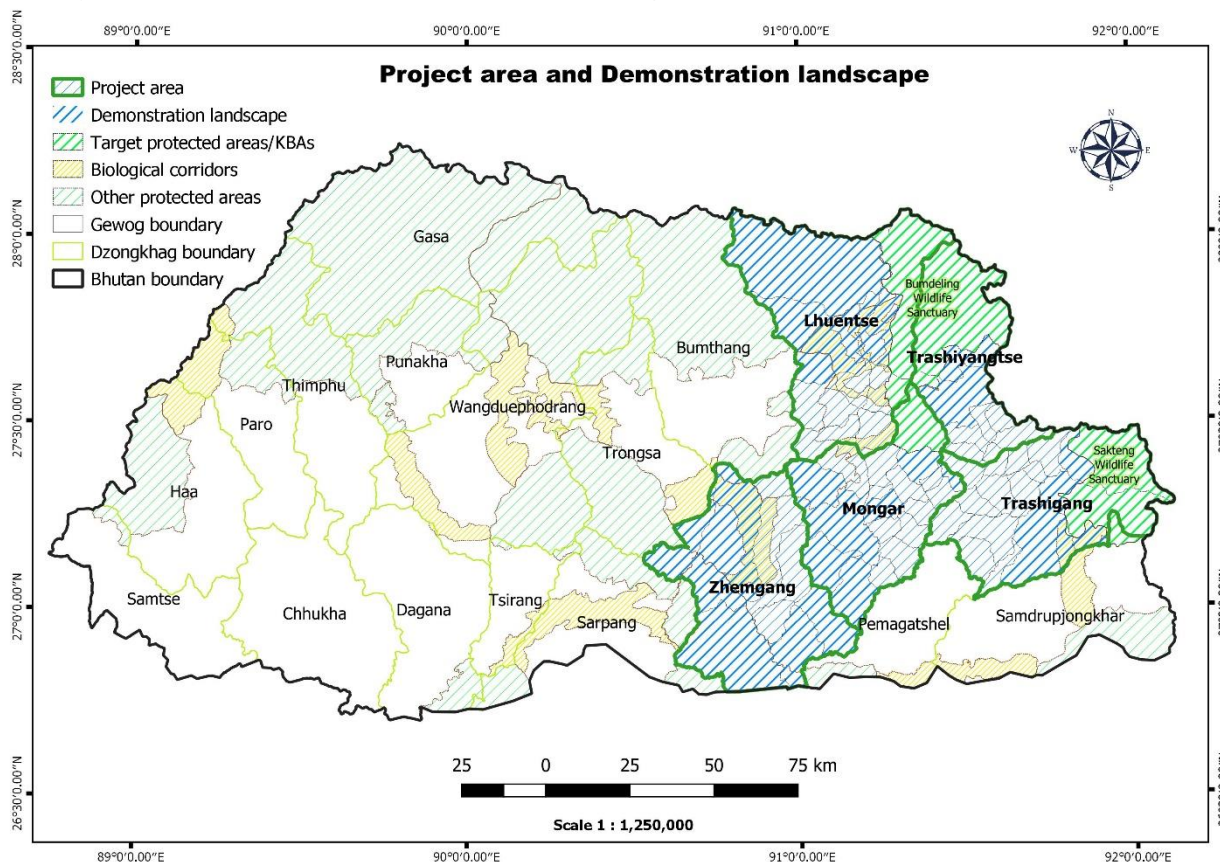 89°0'0.00"E 90°0'0.00"E 91°0'0.00"E 92°0'0.00"E
28°30'0.00"N
Project area and Demonstration landscape
Project area
Demonstration landscape
Target protected areas/KBAs
Biological corridors
Other protected areas
Gewog boundary
Dzongkhag boundary
Bhutan boundary
N
W E
S
28°0'0.00"N
Gasa
Bumdeling
Wildlife
Sanctuary
Lhuentse
Bumthang
Trashiyangtse
Punakha
Thimphu
Wangduephodrang
27°30'0.00"N
Paro
Trongsa
Sakteng
Wildlife
Sanctuary
Haa
Mongar
Trashigang
Zhemgang
27°0'0.00"N
Samtse
Chhukha
Dagana
Tsirang
Sarpang
Pemagatshel
Samdrupjongkhar
25 0 25 50 75 km
26°30'0.00"N
Scale 1 : 1,250,000
89°0'0.00"E 90°0'0.00"E 91°0'0.00"E 92°0'0.00"E